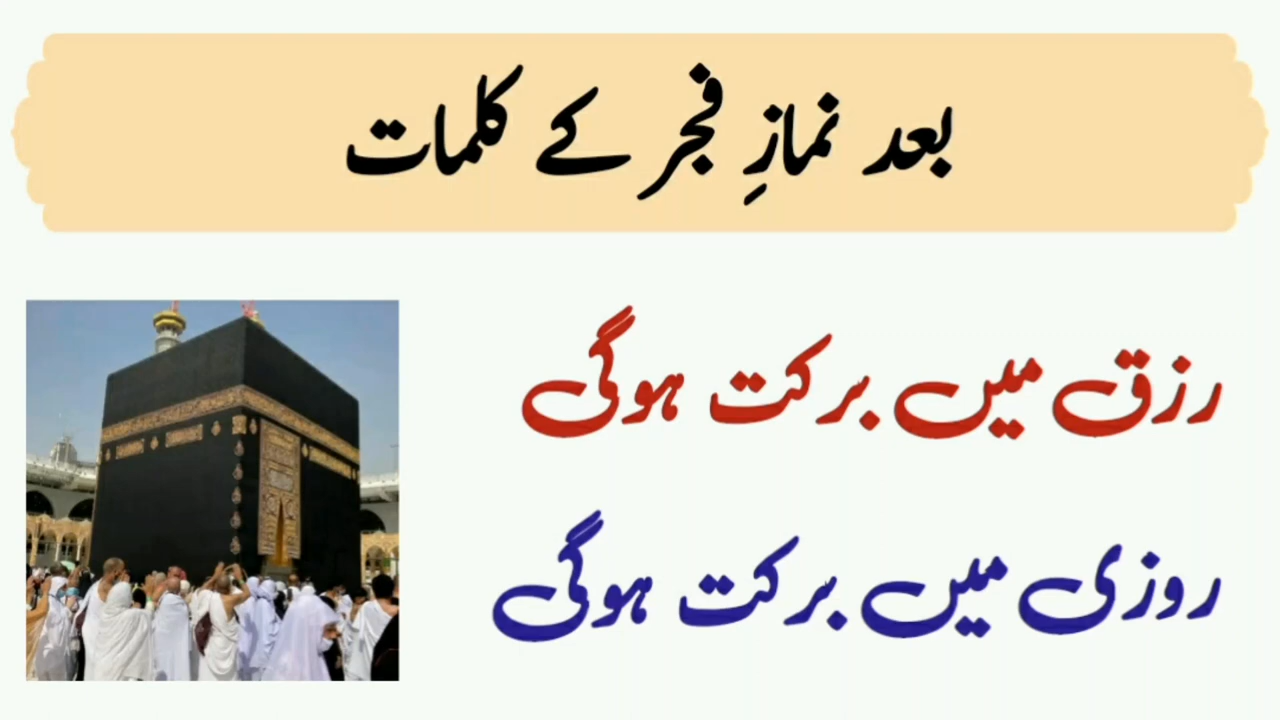 بعد نمازِ فجر کے کلمات
رزق میں برکت ہوگی
روزی میں برکت ہوگی